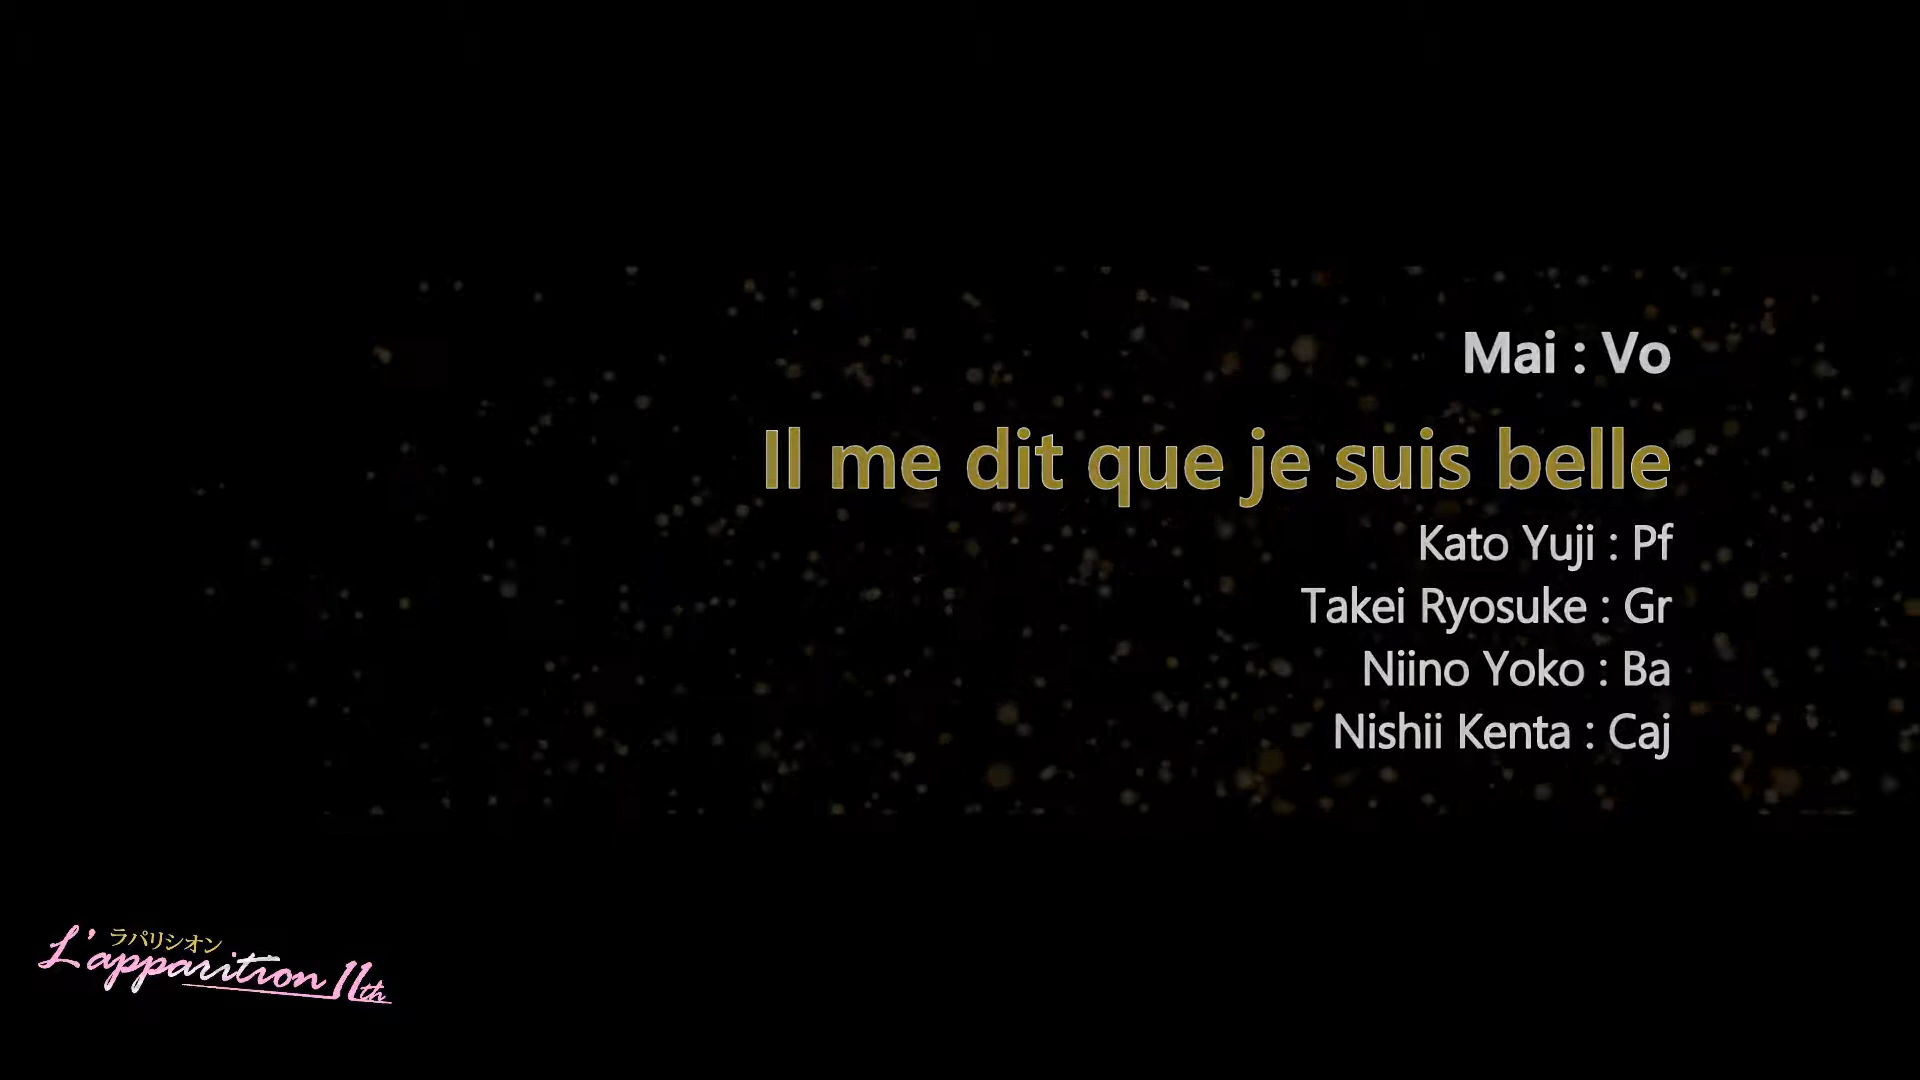 Mai : Vo
Il me dit que je suis belle
Kato Yuji : Pf
Takei Ryosuke : Gr
Niino Yoko : Ba
Nishii Kenta : Caj
ラパリシオン
L'apparition 11th